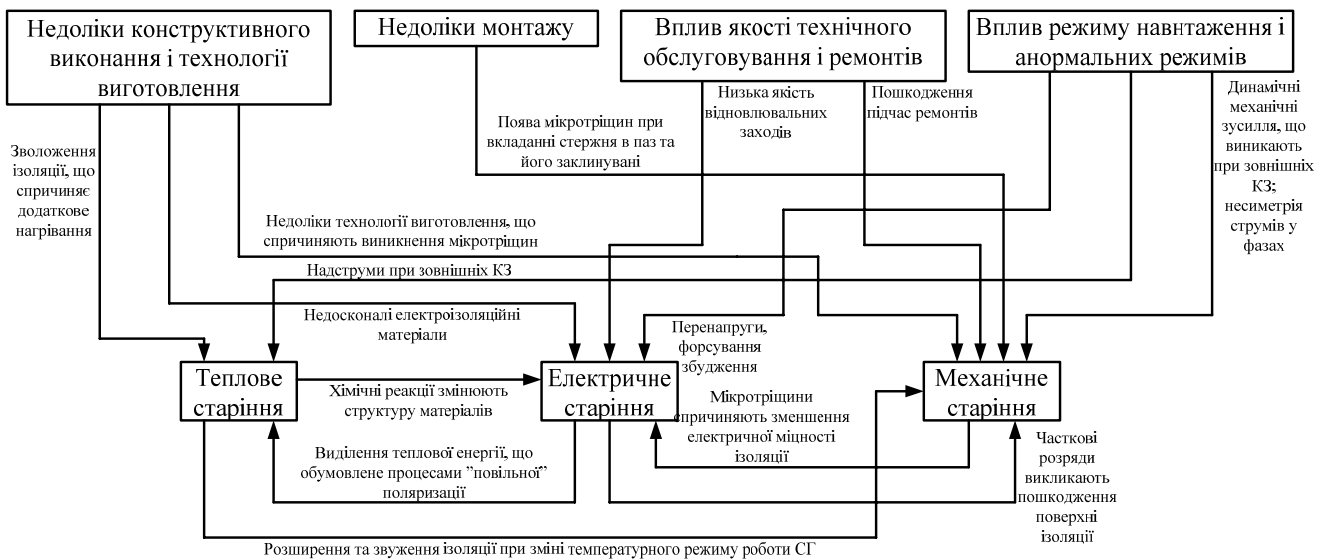 Недоліки конструктивного
виконання і технології
виготовлення
Недоліки монтажу
Вплив якості технічного
обслуговування і ремонтів
Вплив режиму навнтаження і
анормальних режимів
Низька якість
відновлювальних
заходів
Пошкодження
підчас ремонтів
Динамічні
механічні
зусилля, що
виникають
при зовнішніх
КЗ;
несиметрія
струмів у
фазах
Поява мікротріщин при
вкладанні стержня в паз та
його заклинувані
Зволоження
ізоляції, що
спричиняє
додаткове
нагрівання
Недоліки технології виготовлення, що
спричиняють виникнення мікротріщин
Надструми при зовнішніх КЗ
Недосконалі електроізоляційні
матеріали
Перенапруги,
форсування
збудження
Теплове
старіння
Хімічні реакції змінюють
структуру матеріалів
Електричне
старіння
Механічне
старіння
Мікротріщини
спричиняють зменшення
електричної міцності
ізоляції
Виділення теплової енергії, що
обумовлене процесами ”повільної”
поляризації
Часткові
розряди
викликають
пошкодження
поверхні
ізоляції
Розширення та звуження ізоляції при зміні температурного режиму роботи СГ